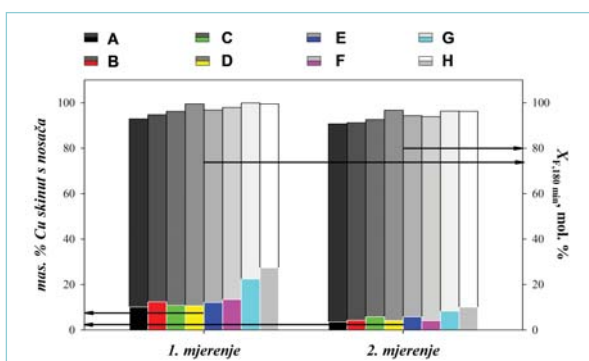 A C E G
B D F H
100 100
80 80
60 60
40 40
20 20
0 0
mas. % Cu skinut s nosača
X_F,180 min, mol. %
1. mjerenje 2. mjerenje